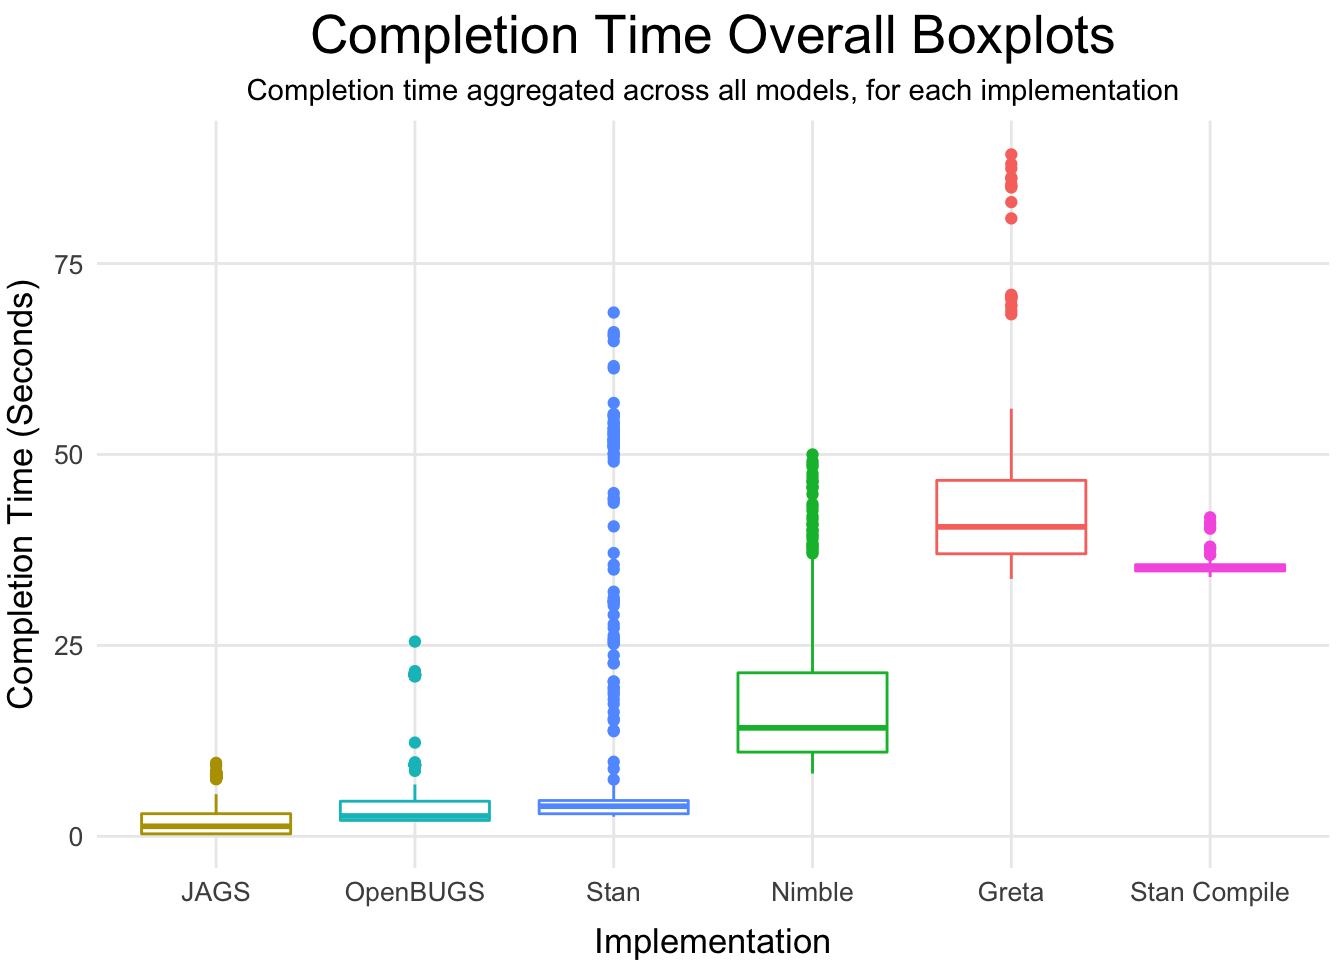 Completion Time Overall Boxplots
Completion time aggregated across all models, for each implementation
Completion Time (Seconds)
75
50
25
0
JAGS OpenBUGS Stan Nimble Greta Stan Compile
Implementation